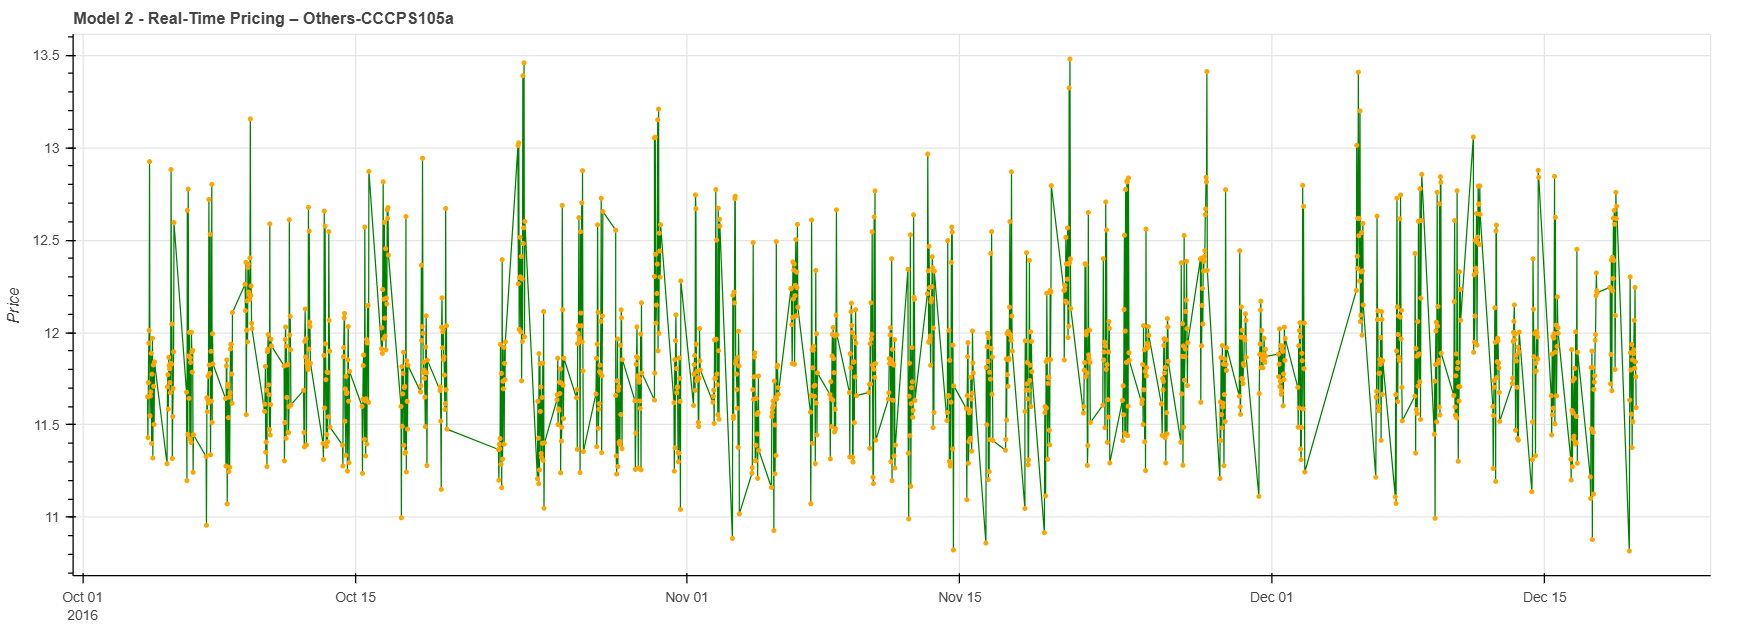 Model 2 - Real-Time Pricing – Others-CCCPS105a
13.5
13
12.5
12
11.5
11
Price
Oct 01
2016
Oct 15
Nov 01
Nov 15
Dec 01
Dec 15